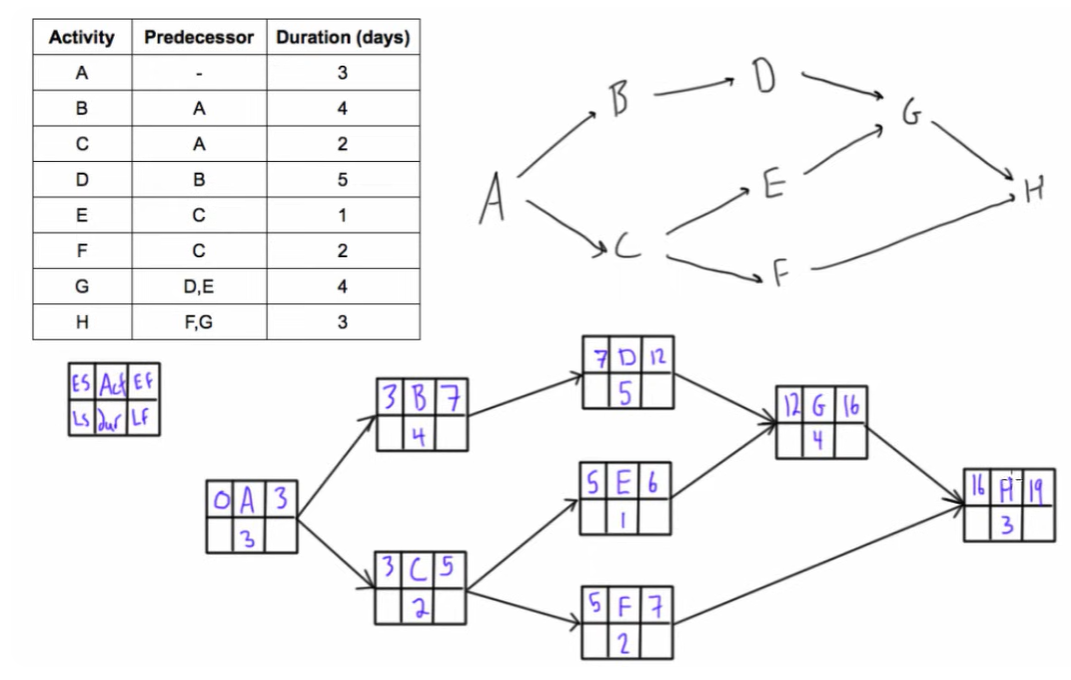 Activity Predecessor Duration (days)
A - 3
B A 4
C A 2
D B 5
E C 1
F C 2
G D,E 4
H F,G 3
B D G
A E H
C F
ES Act EF
LS Dur LF
7 D 12
5
3 B 7
4
12 G 16
4
5 E 6
1
0 A 3
3
16 H 19
3
3 C 5
2
5 F 7
2